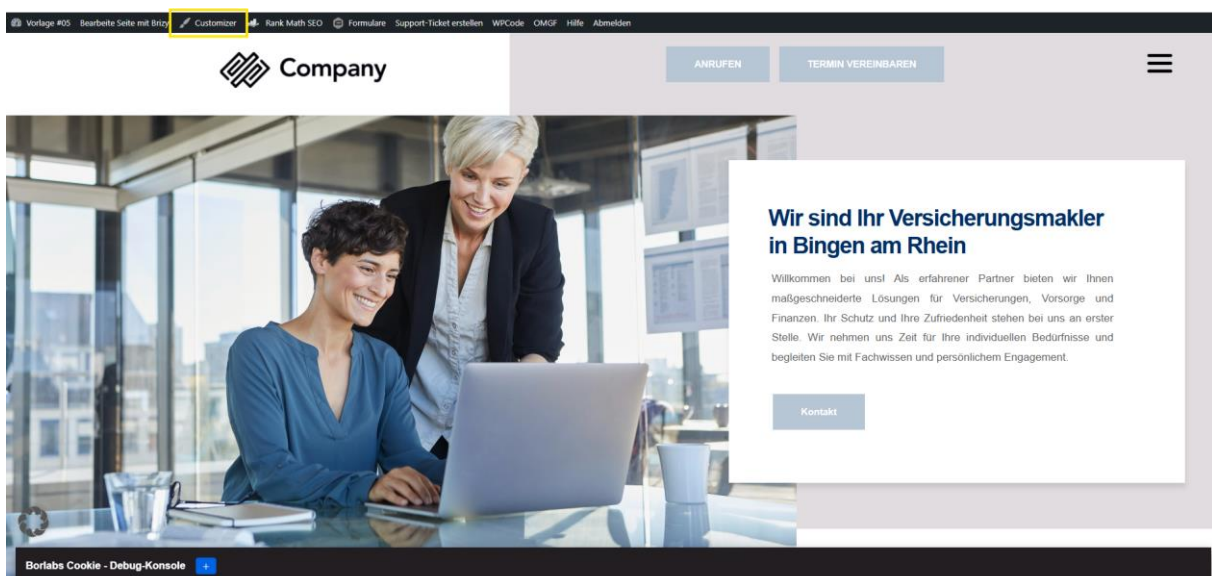 Vorlage #05 Bearbeite Seite mit Brizy Customizer Rank Math SEO Formulare Support-Ticket erstellen WPCode OMGF Hilfe Abmelden
Company
ANRUFEN
TERMIN VEREINBAREN
Wir sind Ihr Versicherungsmakler
in Bingen am Rhein
Willkommen bei uns! Als erfahrener Partner bieten wir Ihnen
maßgeschneiderte Lösungen für Versicherungen, Vorsorge und
Finanzen. Ihr Schutz und Ihre Zufriedenheit stehen bei uns an erster
Stelle. Wir nehmen uns Zeit für Ihre individuellen Bedürfnisse und
begleiten Sie mit Fachwissen und persönlichem Engagement.
Kontakt
Borlabs Cookie - Debug-Konsole +